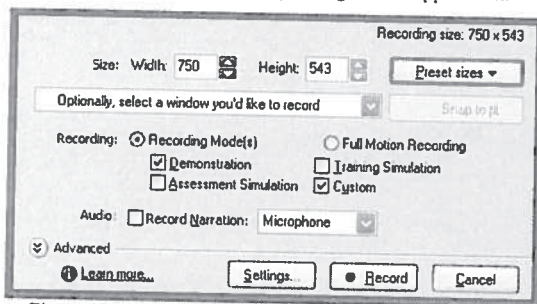 Recording size: 750 x 543
Size: Width: 750 Height: 543 Preset sizes
Optionally, select a window you'd like to record Snap to fit
Recording: Recording Mode(s) Full Motion Recording
Demonstration Training Simulation
Assessment Simulation Custom
Audio: Record Narration: Microphone
Advanced
Learn more... Settings... Record Cancel